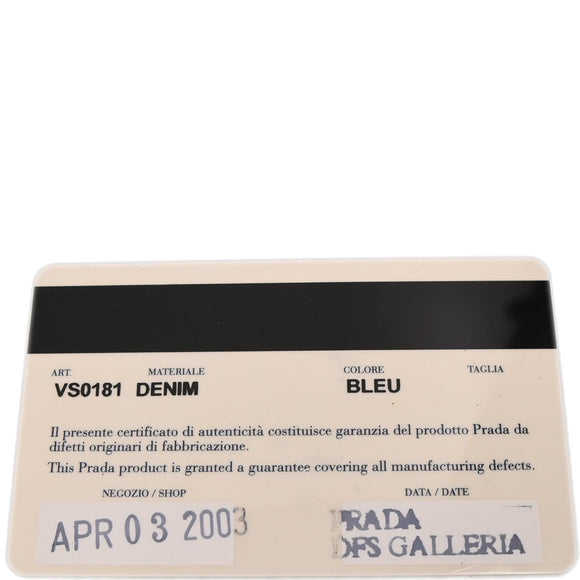 ART. MATERIALE COLORE TAGLIA
VS0181 DENIM BLEU
Il presente certificato di autenticità costituisce garanzia del prodotto Prada da
difetti originari di fabbricazione.
This Prada product is granted a guarantee covering all manufacturing defects.
NEGOZIO / SHOP DATA / DATE
APR 03 2003 PRADA
DFS GALLERIA